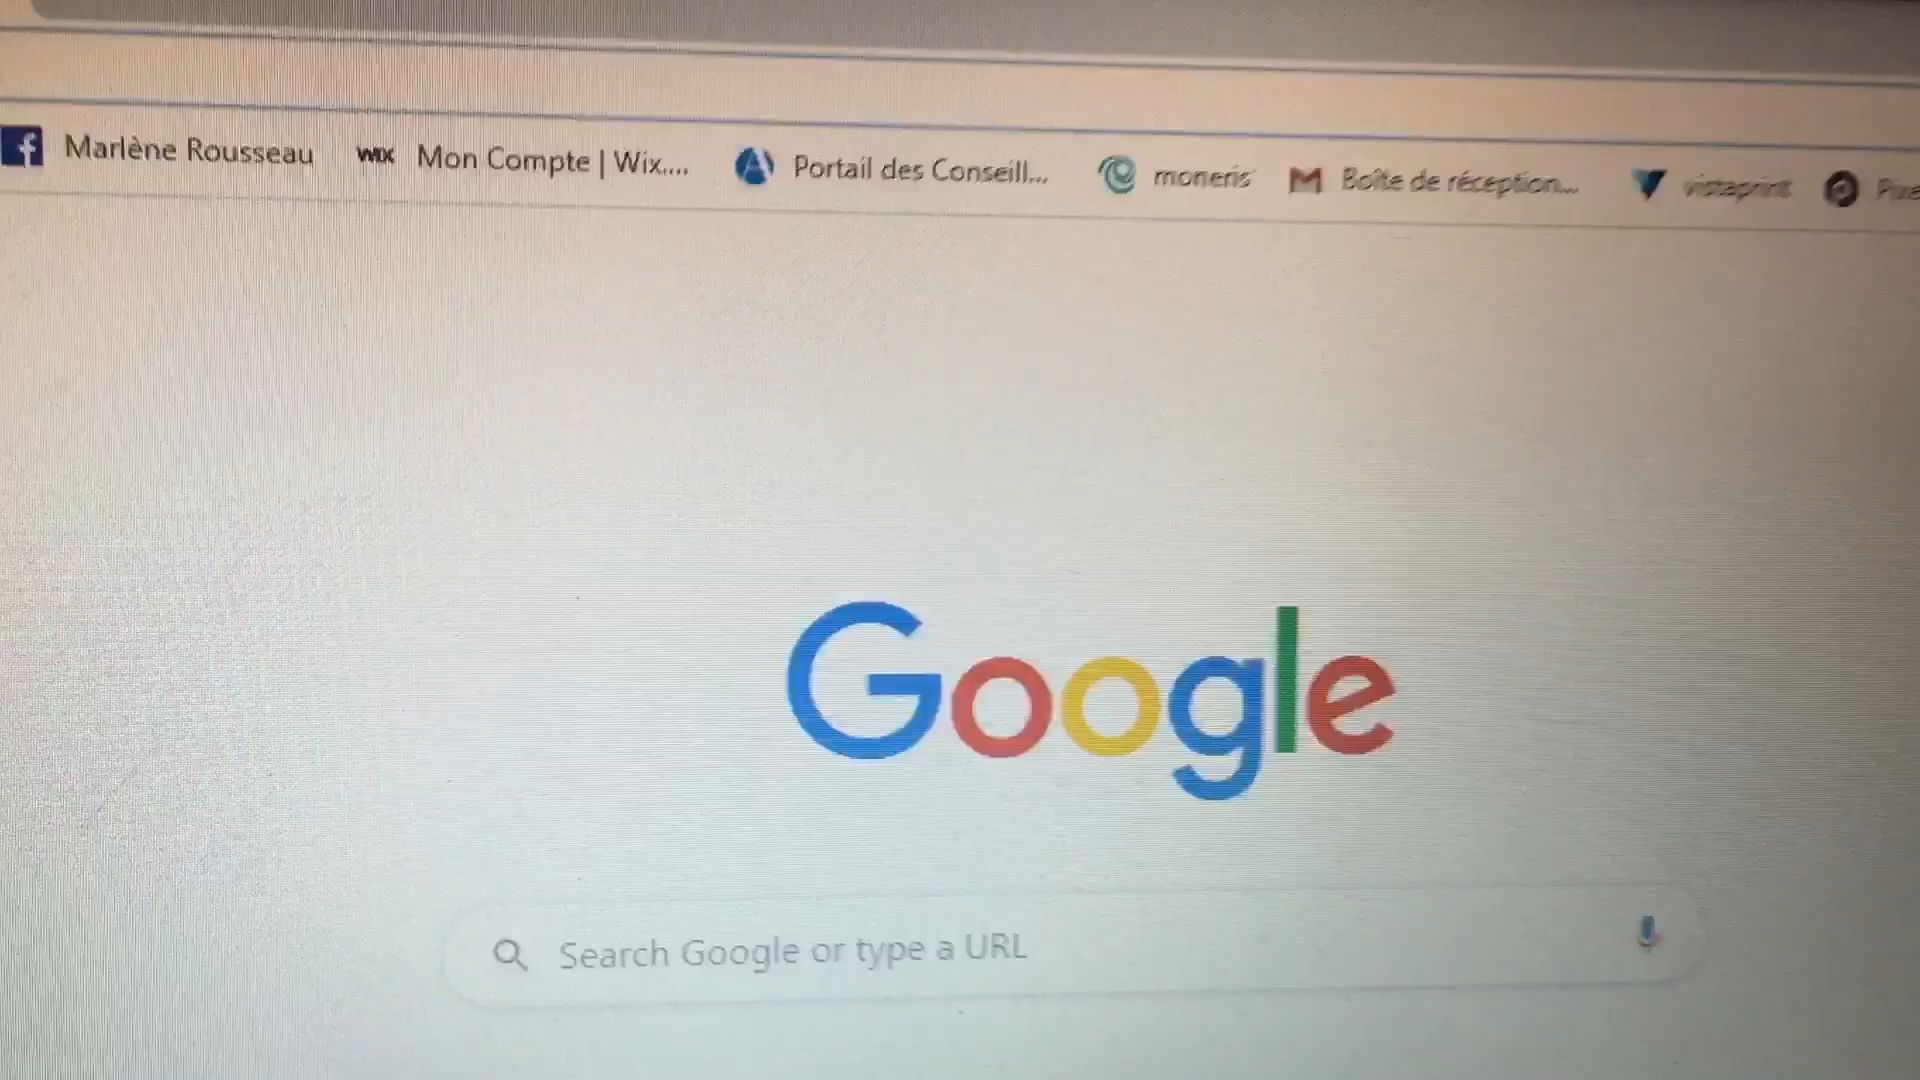 Marlène Rousseau WIX Mon Compte | Wix.... Portail des Conseill... moneris Boîte de réception... vistaprint
Google
Search Google or type a URL